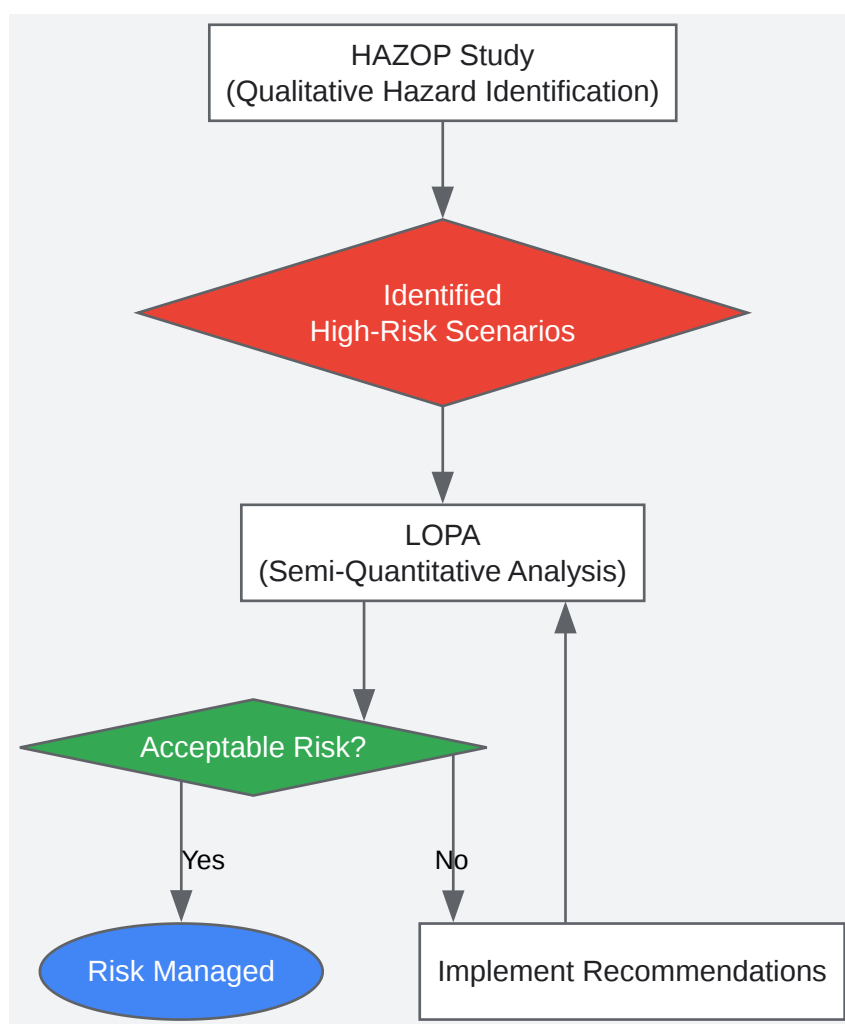 HAZOP Study
(Qualitative Hazard Identification)
Identified
High-Risk Scenarios
LOPA
(Semi-Quantitative Analysis)
Acceptable Risk?
Yes
No
Risk Managed
Implement Recommendations